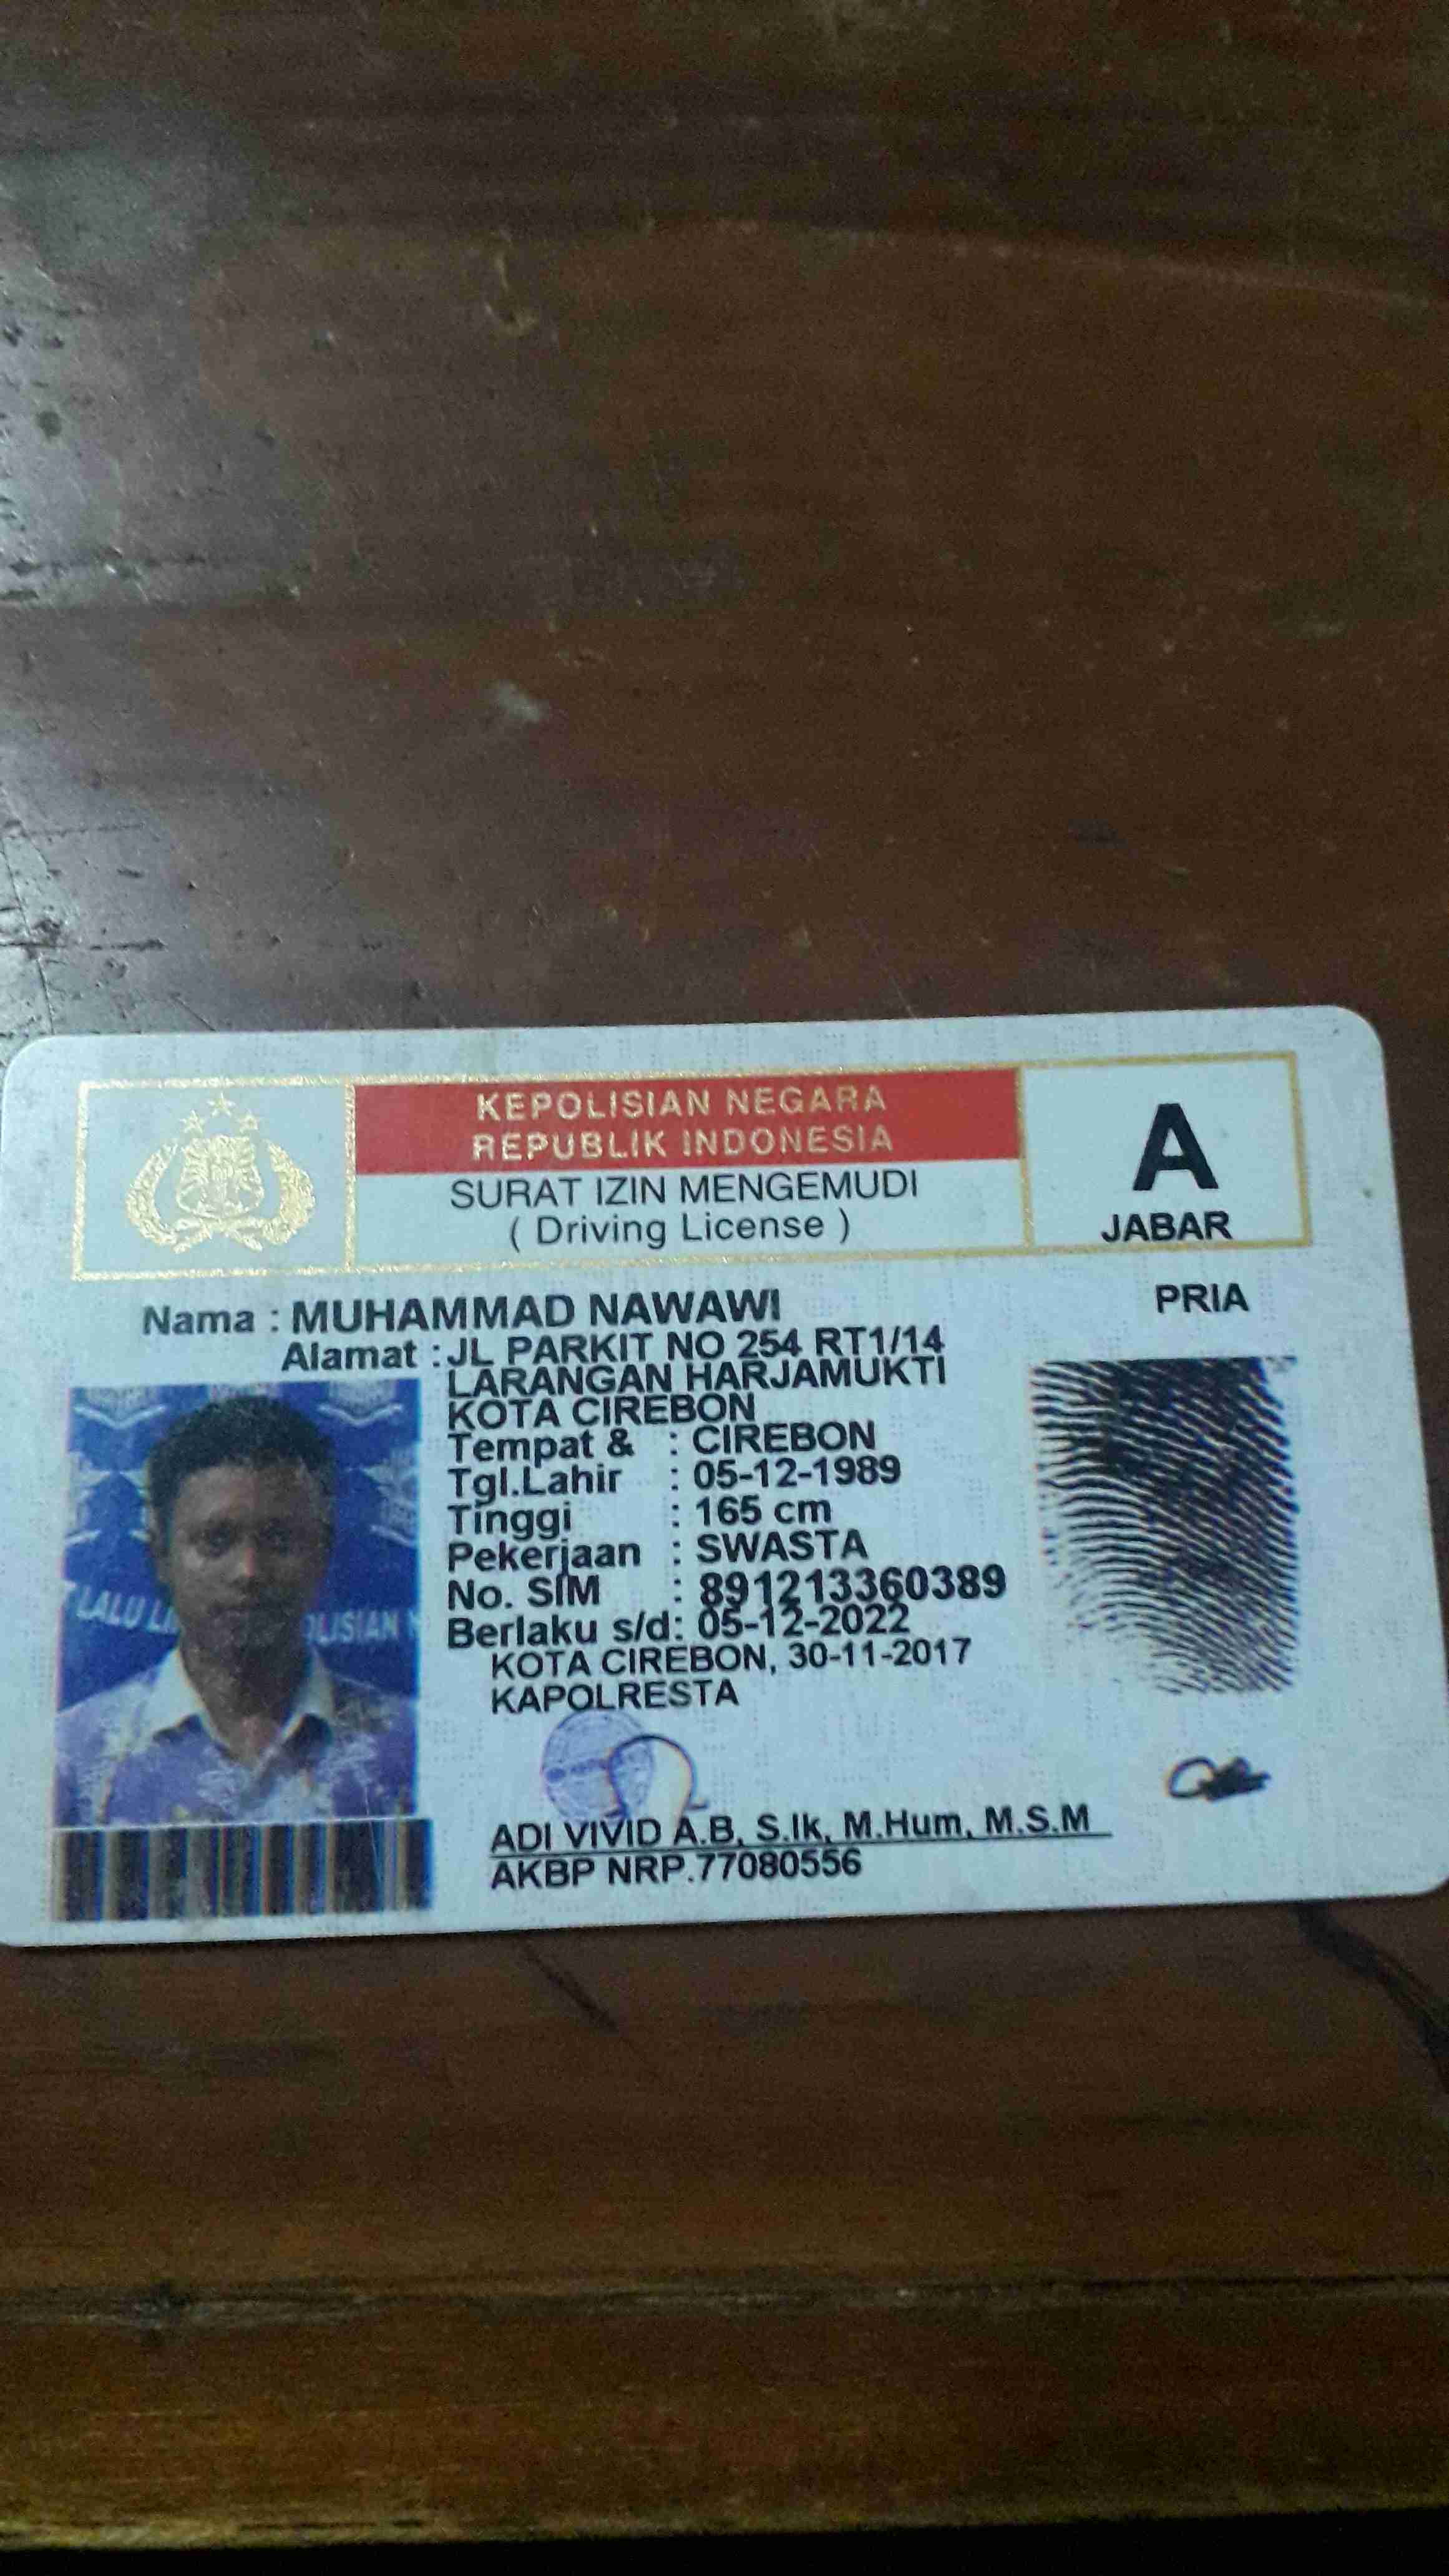 KEPOLISIAN NEGARA
REPUBLIK INDONESIA
SURAT IZIN MENGEMUDI
( Driving License )
A
JABAR
Nama : MUHAMMAD NAWAWI
PRIA
Alamat : JL PARKIT NO 254 RT1/14
LARANGAN HARJAMUKTI
KOTA CIREBON
Tempat & : CIREBON
Tgl.Lahir : 05-12-1989
Tinggi : 165 cm
Pekerjaan : SWASTA
No. SIM : 891213360389
Berlaku s/d: 05-12-2022
KOTA CIREBON, 30-11-2017
KAPOLRESTA
ADI VIVID A.B, S.Ik, M.Hum, M.S.M
AKBP NRP.77080556
LALU